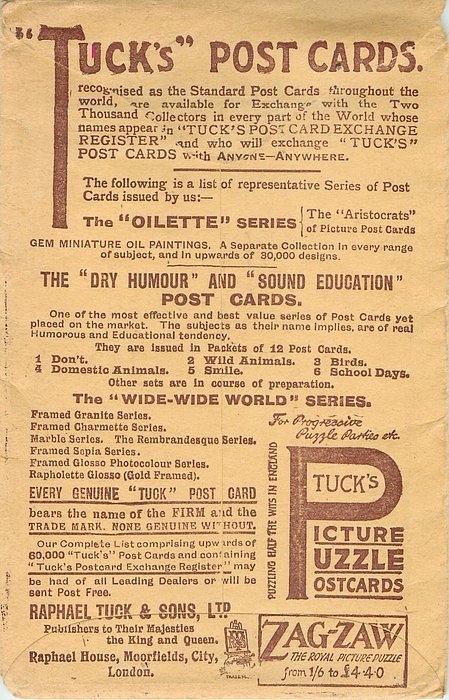 "TUCK's" POST CARDS.
recognised as the Standard Post Cards throughout the
world, are available for Exchange with the Two
Thousand Collectors in every part of the World whose
names appear in "TUCK'S POST CARD EXCHANGE
REGISTER" and who will exchange "TUCK'S"
POST CARDS with ANYONE—ANYWHERE.
The following is a list of representative Series of Post
Cards issued by us:—
The "OILETTE" SERIES { The "Aristocrats"
of Picture Post Cards
GEM MINIATURE OIL PAINTINGS. A Separate Collection in every range
of subject, and in upwards of 30,000 designs.
THE "DRY HUMOUR" AND "SOUND EDUCATION"
POST CARDS.
One of the most effective and best value series of Post Cards yet
placed on the market. The subjects as their name implies, are of real
Humorous and Educational tendency.
They are issued in Packets of 12 Post Cards.
1 Don't. 2 Wild Animals. 3 Birds.
4 Domestic Animals. 5 Smile. 6 School Days.
Other sets are in course of preparation.
The "WIDE-WIDE WORLD" SERIES.
Framed Granite Series.
Framed Charmette Series.
Marble Series. The Rembrandesque Series.
Framed Sepia Series.
Framed Glosso Photocolour Series.
Rapholette Glosso (Gold Framed).
EVERY GENUINE "TUCK" POST CARD
bears the name of the FIRM and the
TRADE MARK. NONE GENUINE WITHOUT.
Our Complete List comprising upwards of
60,000 "Tuck's" Post Cards and containing
"Tuck's Postcard Exchange Register" may
be had of all Leading Dealers or will be
sent Post Free.
RAPHAEL TUCK & SONS, LTD
Publishers to Their Majesties
the King and Queen.
Raphael House, Moorfields, City,
London.
For Progressive
Puzzle Parties etc.
PUZZLING HALF THE WITS IN ENGLAND
TUCK'S
PICTURE
PUZZLE
POSTCARDS
ZAG-ZAW
THE ROYAL PICTURE PUZZLE
from 1/6 to £4·4·0